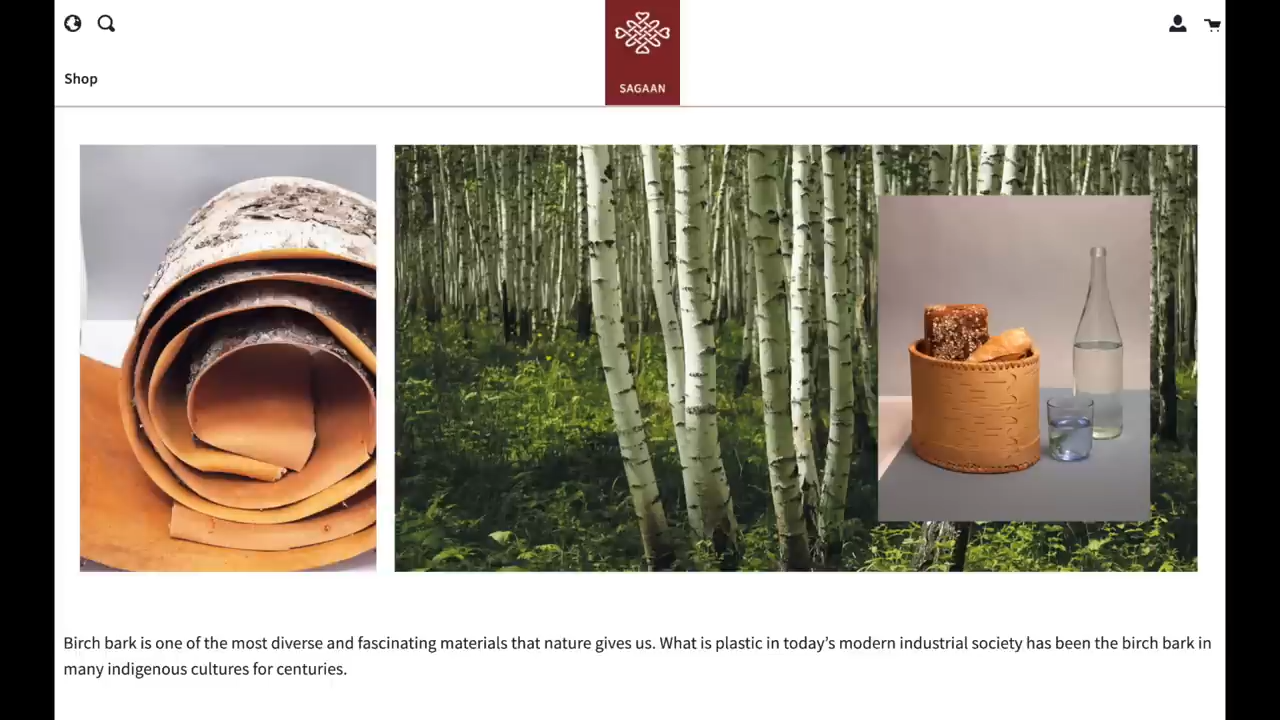 Shop
SAGAAN
Birch bark is one of the most diverse and fascinating materials that nature gives us. What is plastic in today’s modern industrial society has been the birch bark in
many indigenous cultures for centuries.